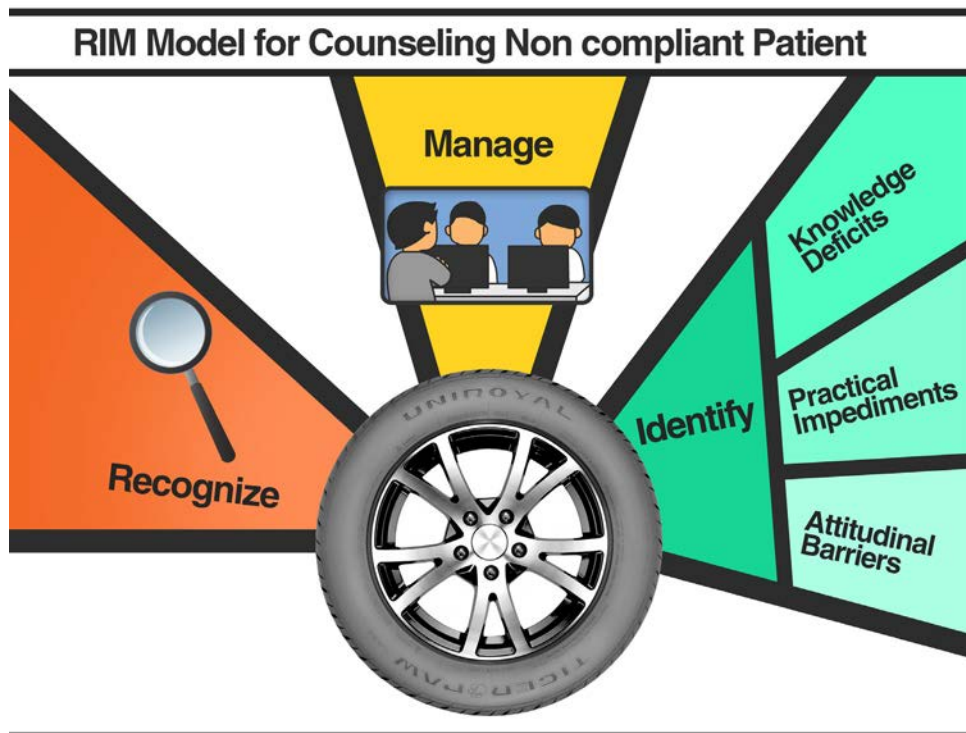 RIM Model for Counseling Non compliant Patient
Manage
Recognize
Identify
Knowledge
Deficits
Practical
Impediments
Attitudinal
Barriers
UNIROYAL
TIGER PAW